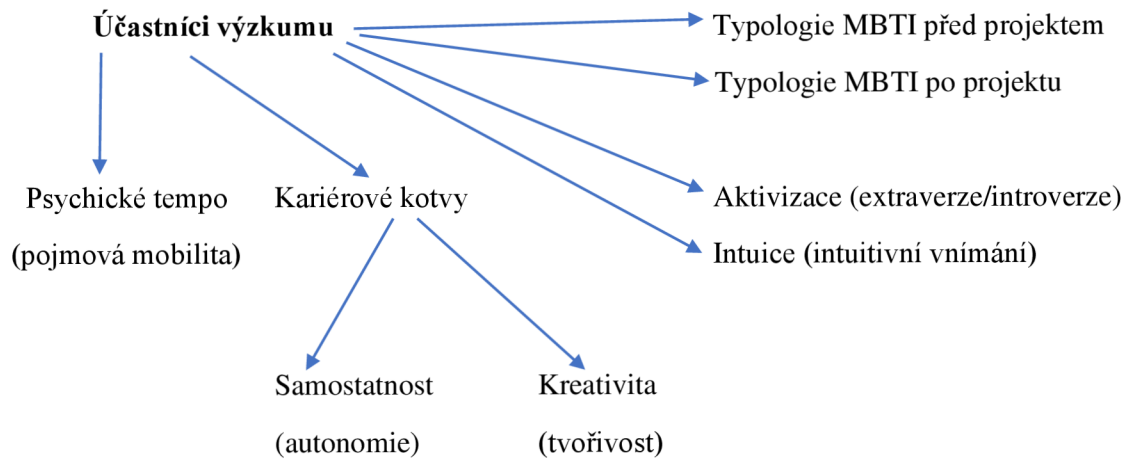 Účastníci výzkumu
Typologie MBTI před projektem
Typologie MBTI po projektu
Psychické tempo
(pojmová mobilita)
Kariérové kotvy
Aktivizace (extraverze/introverze)
Intuice (intuitivní vnímání)
Samostatnost
(autonomie)
Kreativita
(tvořivost)